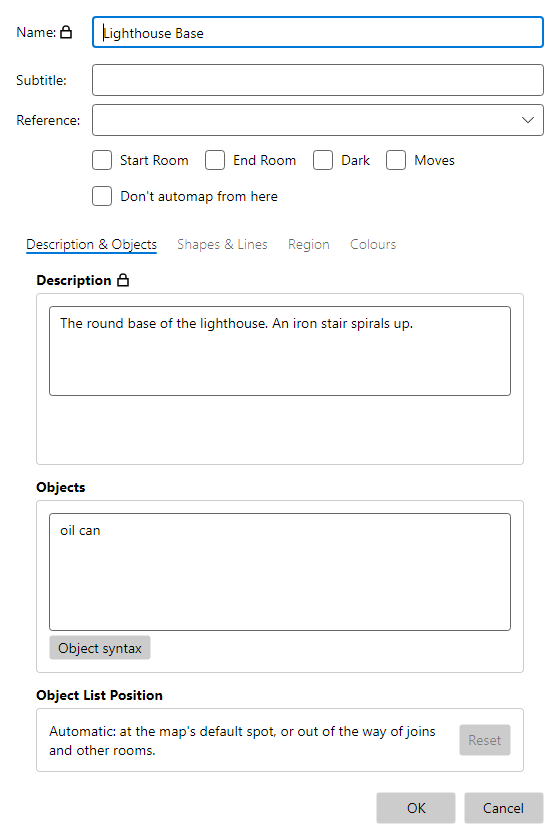 Name:
Lighthouse Base
Subtitle:
Reference:
Start Room
End Room
Dark
Moves
Don't automap from here
Description & Objects
Shapes & Lines
Region
Colours
Description
The round base of the lighthouse. An iron stair spirals up.
Objects
oil can
Object syntax
Object List Position
Automatic: at the map's default spot, or out of the way of joins
and other rooms.
Reset
OK
Cancel